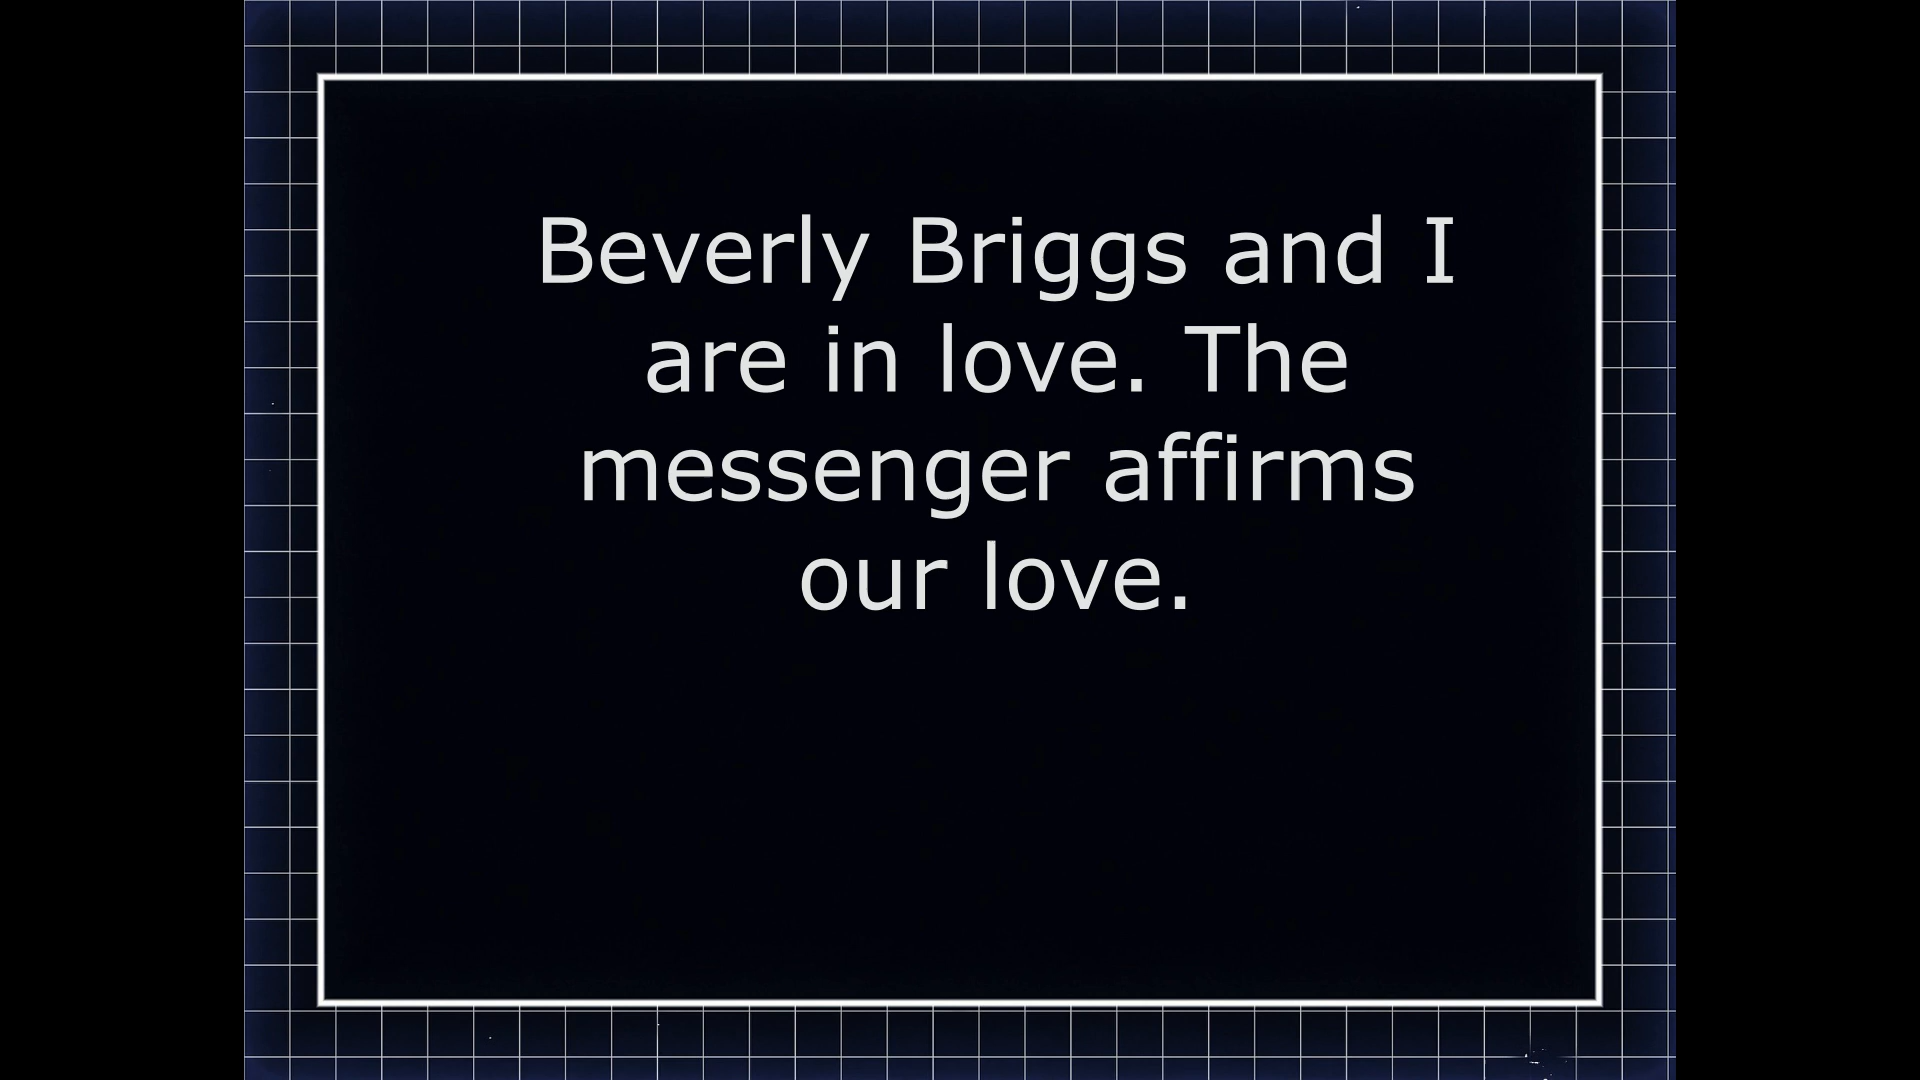 Beverly Briggs and I
are in love. The
messenger affirms
our love.